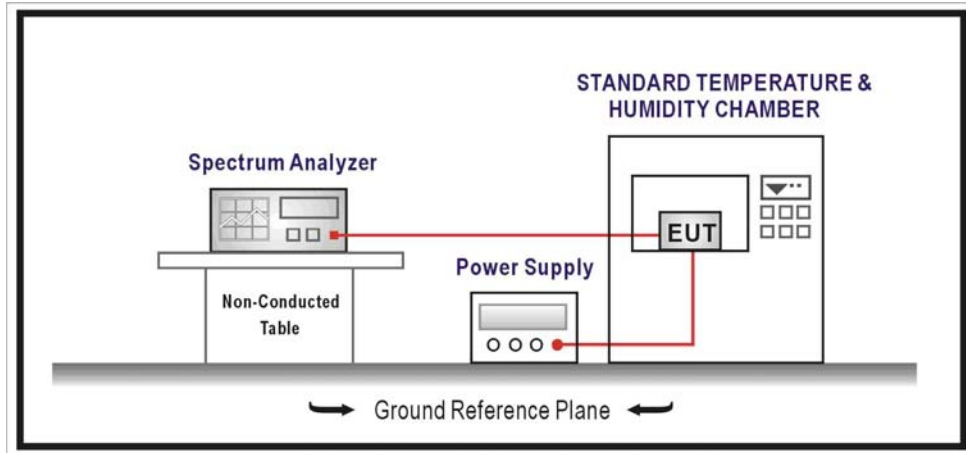 STANDARD TEMPERATURE &
HUMIDITY CHAMBER
Spectrum Analyzer
EUT
Power Supply
Non-Conducted
Table
Ground Reference Plane